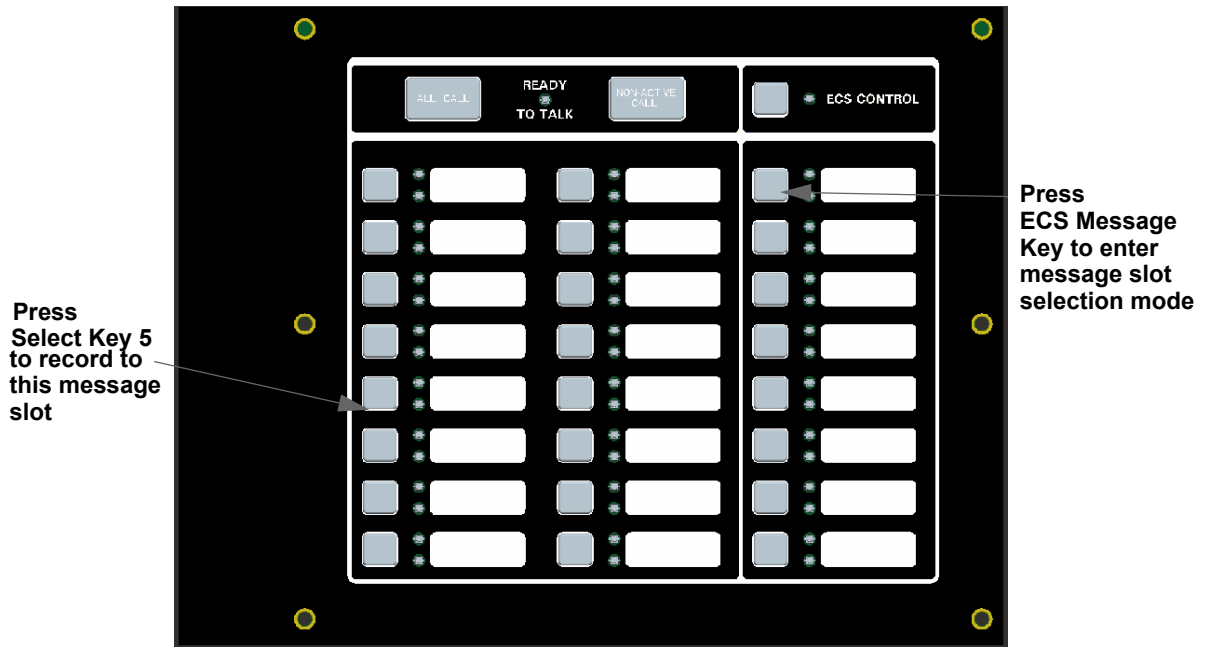 ALL CALL
READY
TO TALK
NON-ACTIVE
CALL
ECS CONTROL
Press
ECS Message
Key to enter
message slot
selection mode
Press
Select Key 5
to record to
this message
slot